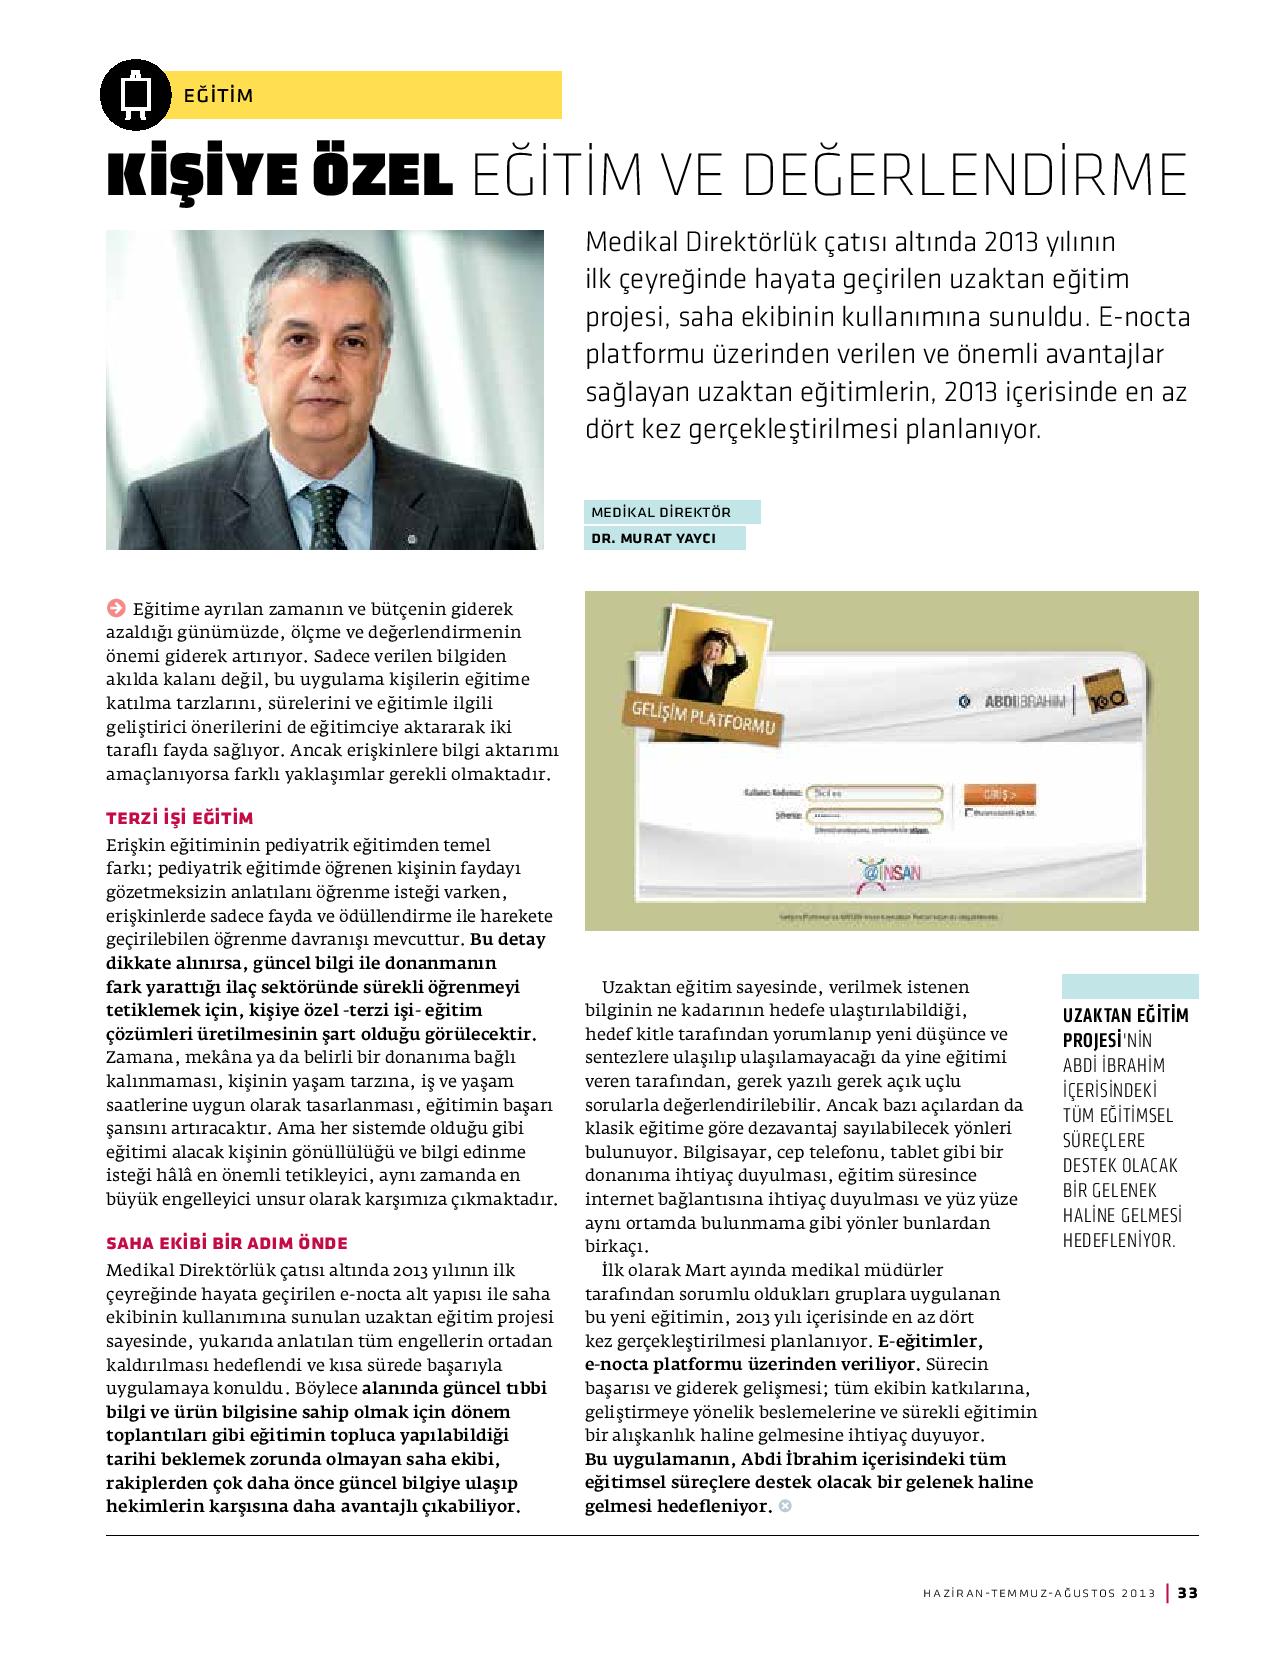 EĞİTİM
KİŞİYE ÖZEL EĞİTİM VE DEĞERLENDİRME
Medikal Direktörlük çatısı altında 2013 yılının
ilk çeyreğinde hayata geçirilen uzaktan eğitim
projesi, saha ekibinin kullanımına sunuldu. E-nocta
platformu üzerinden verilen ve önemli avantajlar
sağlayan uzaktan eğitimlerin, 2013 içerisinde en az
dört kez gerçekleştirilmesi planlanıyor.
MEDİKAL DİREKTÖR
DR. MURAT YAYCI
Eğitime ayrılan zamanın ve bütçenin giderek
azaldığı günümüzde, ölçme ve değerlendirmenin
önemi giderek artırıyor. Sadece verilen bilgiden
akılda kalanı değil, bu uygulama kişilerin eğitime
katılma tarzlarını, sürelerini ve eğitimle ilgili
geliştirici önerilerini de eğitimciye aktararak iki
taraflı fayda sağlıyor. Ancak erişkinlere bilgi aktarımı
amaçlanıyorsa farklı yaklaşımlar gerekli olmaktadır.
TERZİ İŞİ EĞİTİM
Erişkin eğitiminin pediyatrik eğitimden temel
farkı; pediyatrik eğitimde öğrenen kişinin faydayı
gözetmeksizin anlatılanı öğrenme isteği varken,
erişkinlerde sadece fayda ve ödüllendirme ile harekete
geçirilebilen öğrenme davranışı mevcuttur. Bu detay
dikkate alınırsa, güncel bilgi ile donanmanın
fark yarattığı ilaç sektöründe sürekli öğrenmeyi
tetiklemek için, kişiye özel -terzi işi- eğitim
çözümleri üretilmesinin şart olduğu görülecektir.
Zamana, mekâna ya da belirli bir donanıma bağlı
kalınmaması, kişinin yaşam tarzına, iş ve yaşam
saatlerine uygun olarak tasarlanması, eğitimin başarı
şansını artıracaktır. Ama her sistemde olduğu gibi
eğitimi alacak kişinin gönüllülüğü ve bilgi edinme
isteği hâlâ en önemli tetikleyici, aynı zamanda en
büyük engelleyici unsur olarak karşımıza çıkmaktadır.
SAHA EKİBİ BİR ADIM ÖNDE
Medikal Direktörlük çatısı altında 2013 yılının ilk
çeyreğinde hayata geçirilen e-nocta alt yapısı ile saha
ekibinin kullanımına sunulan uzaktan eğitim projesi
sayesinde, yukarıda anlatılan tüm engellerin ortadan
kaldırılması hedeflendi ve kısa sürede başarıyla
uygulamaya konuldu. Böylece alanında güncel tıbbi
bilgi ve ürün bilgisine sahip olmak için dönem
toplantıları gibi eğitimin topluca yapılabildiği
tarihi beklemek zorunda olmayan saha ekibi,
rakiplerden çok daha önce güncel bilgiye ulaşıp
hekimlerin karşısına daha avantajlı çıkabiliyor.
GELİŞİM PLATFORMU
ABDİİBRAHİM
100
Şifreniz:
GİRİŞ >
@İNSAN
Uzaktan eğitim sayesinde, verilmek istenen
bilginin ne kadarının hedefe ulaştırılabildiği,
hedef kitle tarafından yorumlanıp yeni düşünce ve
sentezlere ulaşılıp ulaşılamayacağı da yine eğitimi
veren tarafından, gerek yazılı gerek açık uçlu
sorularla değerlendirilebilir. Ancak bazı açılardan da
klasik eğitime göre dezavantaj sayılabilecek yönleri
bulunuyor. Bilgisayar, cep telefonu, tablet gibi bir
donanıma ihtiyaç duyulması, eğitim süresince
internet bağlantısına ihtiyaç duyulması ve yüz yüze
aynı ortamda bulunmama gibi yönler bunlardan
birkaçı.
İlk olarak Mart ayında medikal müdürler
tarafından sorumlu oldukları gruplara uygulanan
bu yeni eğitimin, 2013 yılı içerisinde en az dört
kez gerçekleştirilmesi planlanıyor. E-eğitimler,
e-nocta platformu üzerinden veriliyor. Sürecin
başarısı ve giderek gelişmesi; tüm ekibin katkılarına,
geliştirmeye yönelik beslemelerine ve sürekli eğitimin
bir alışkanlık haline gelmesine ihtiyaç duyuyor.
Bu uygulamanın, Abdi İbrahim içerisindeki tüm
eğitimsel süreçlere destek olacak bir gelenek haline
gelmesi hedefleniyor.
UZAKTAN EĞİTİM
PROJESİ'NİN
ABDİ İBRAHİM
İÇERİSİNDEKİ
TÜM EĞİTİMSEL
SÜREÇLERE
DESTEK OLACAK
BİR GELENEK
HALİNE GELMESİ
HEDEFLENİYOR.
HAZİRAN-TEMMUZ-AĞUSTOS 2013 | 33